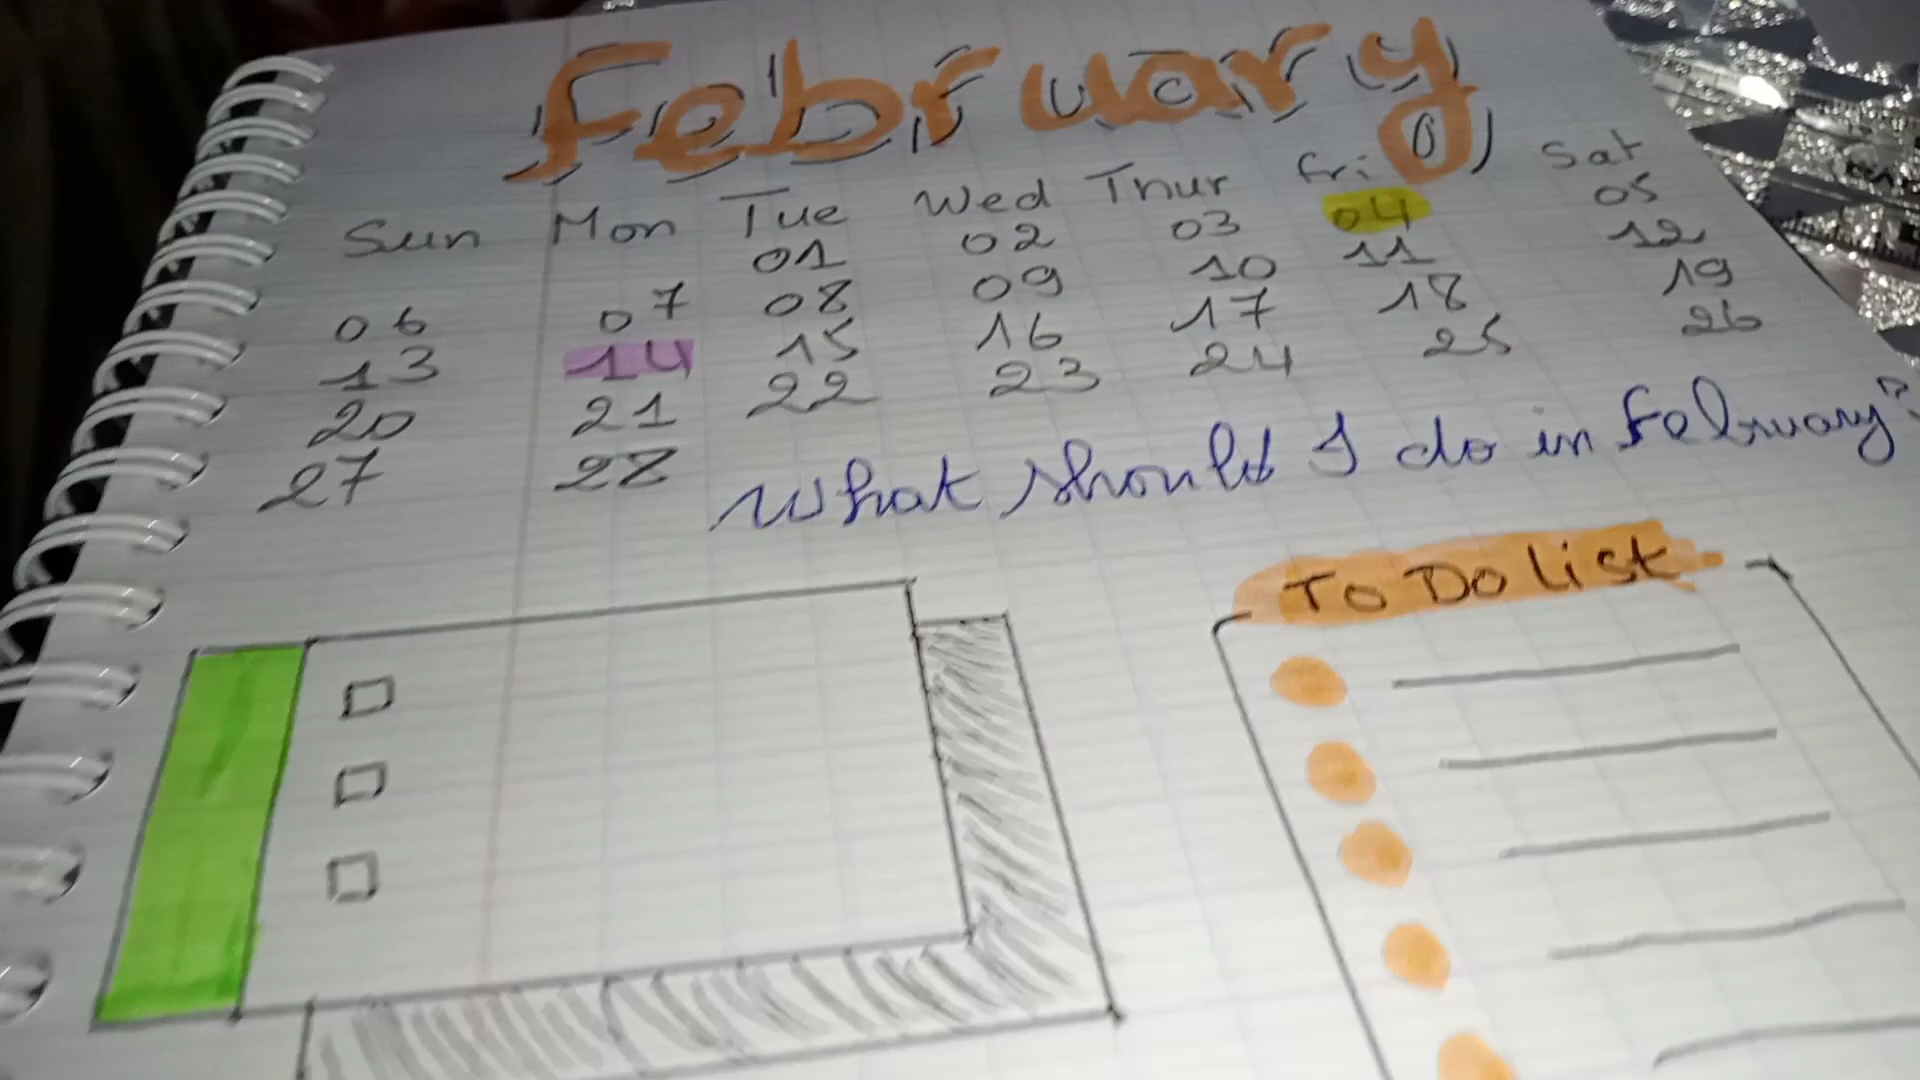 February
Sun Mon Tue Wed Thur Fri Sat
01 02 03 04 05
06 07 08 09 10 11 12
13 14 15 16 17 18 19
20 21 22 23 24 25 26
27 28
What should I do in February?
To Do list